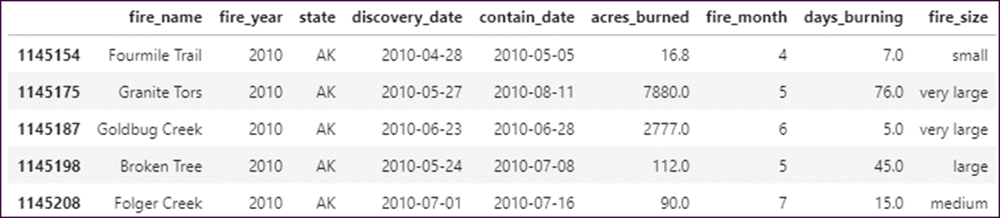 fire_name fire_year state discovery_date contain_date acres_burned fire_month days_burning fire_size
1145154 Fourmile Trail 2010 AK 2010-04-28 2010-05-05 16.8 4 7.0 small
1145175 Granite Tors 2010 AK 2010-05-27 2010-08-11 7880.0 5 76.0 very large
1145187 Goldbug Creek 2010 AK 2010-06-23 2010-06-28 2777.0 6 5.0 very large
1145198 Broken Tree 2010 AK 2010-05-24 2010-07-08 112.0 5 45.0 large
1145208 Folger Creek 2010 AK 2010-07-01 2010-07-16 90.0 7 15.0 medium